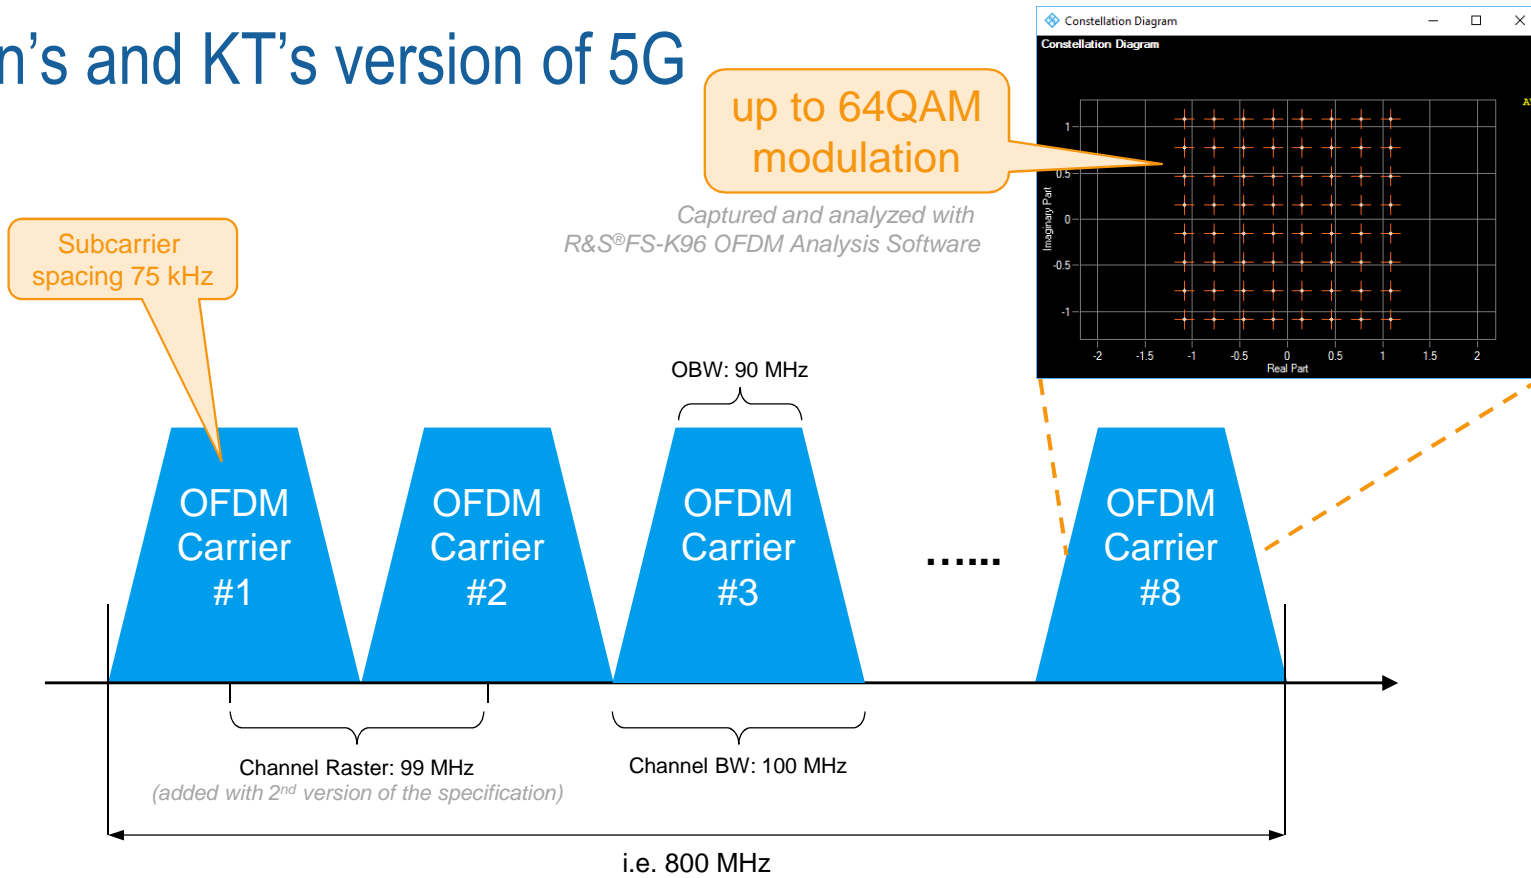 n's and KT's version of 5G
Constellation Diagram
Constellation Diagram
up to 64QAM
modulation
Captured and analyzed with
R&S®FS-K96 OFDM Analysis Software
Subcarrier
spacing 75 kHz
1
0.5
0
-0.5
-1
Imaginary Part
-2 -1.5 -1 -0.5 0 0.5 1 1.5 2
Real Part
OBW: 90 MHz
OFDM
Carrier
#1
OFDM
Carrier
#2
OFDM
Carrier
#3
…...
OFDM
Carrier
#8
Channel Raster: 99 MHz
(added with 2nd version of the specification)
Channel BW: 100 MHz
i.e. 800 MHz